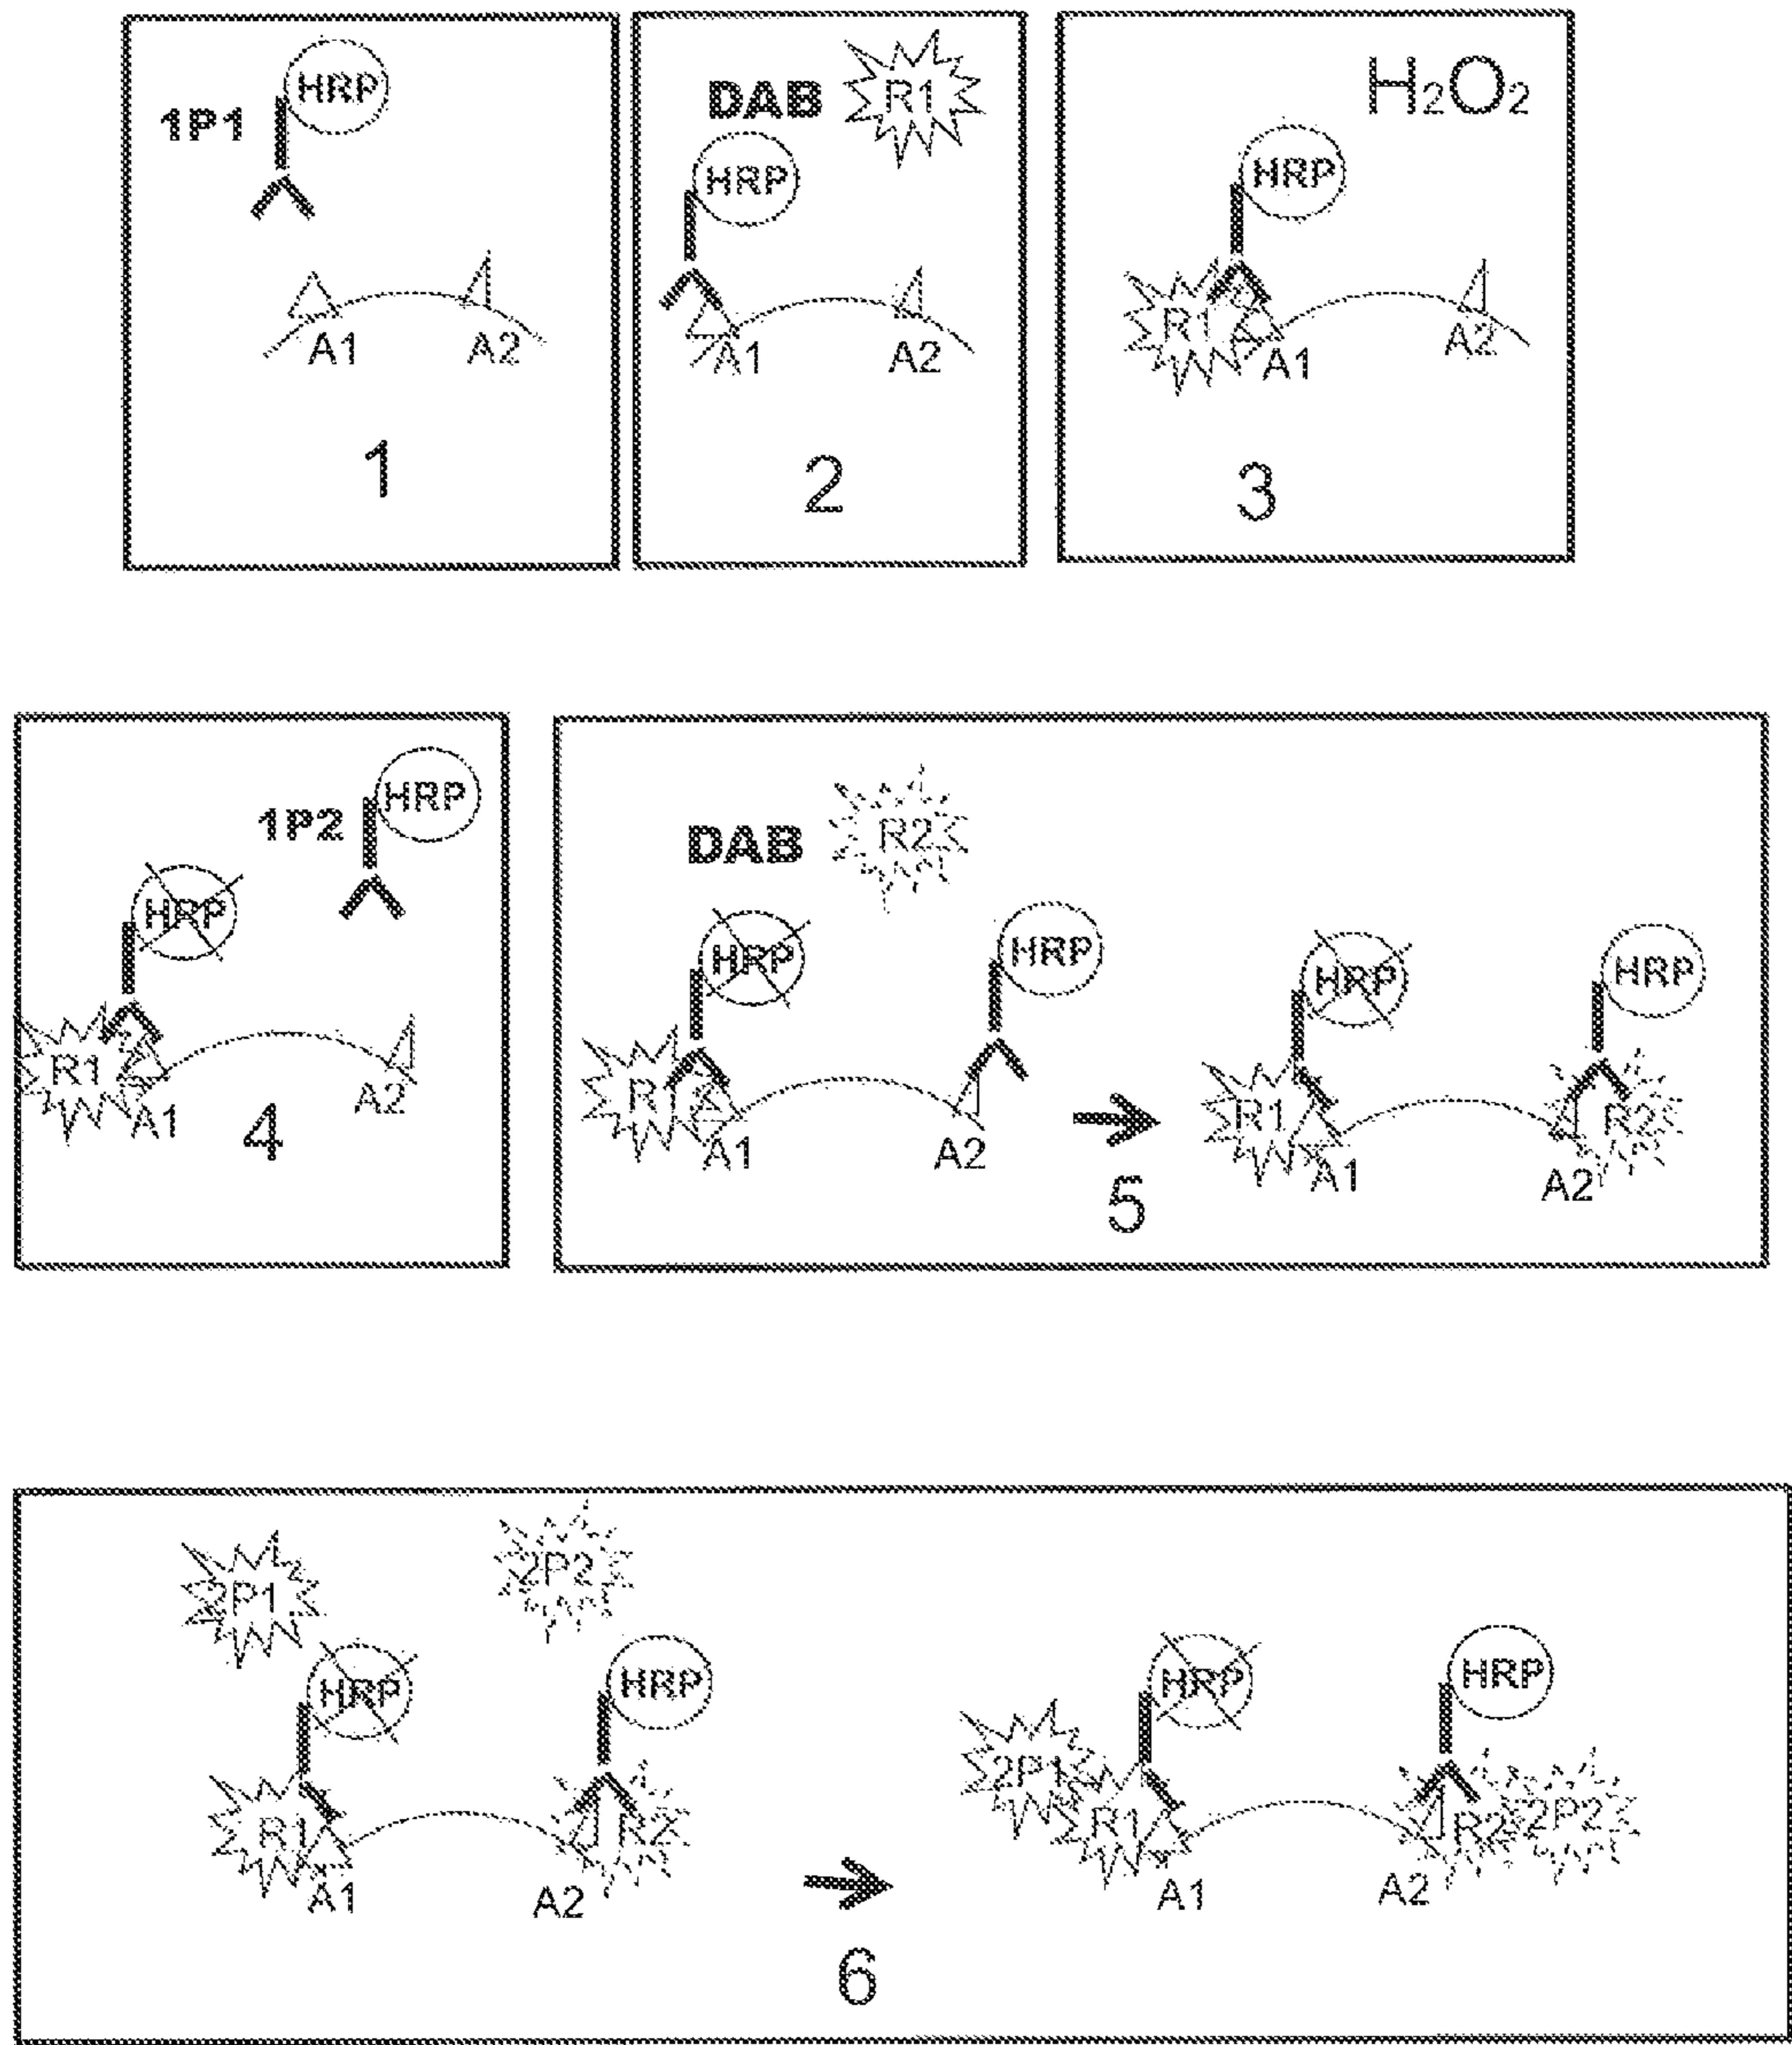 HRP
1P1
A1 A2
1
DAB R1
HRP
A1 A2
2
H2O2
HRP
R1
A1 A2
3
HRP
1P2
HRP
R1
A1 A2
4
DAB R2
HRP HRP HRP HRP
R1 R1 R2
A1 A2 A1 A2
5
2P1 2P2
HRP HRP HRP HRP
2P1
R1 R2 R1 R2 2P2
A1 A2 A1 A2
6